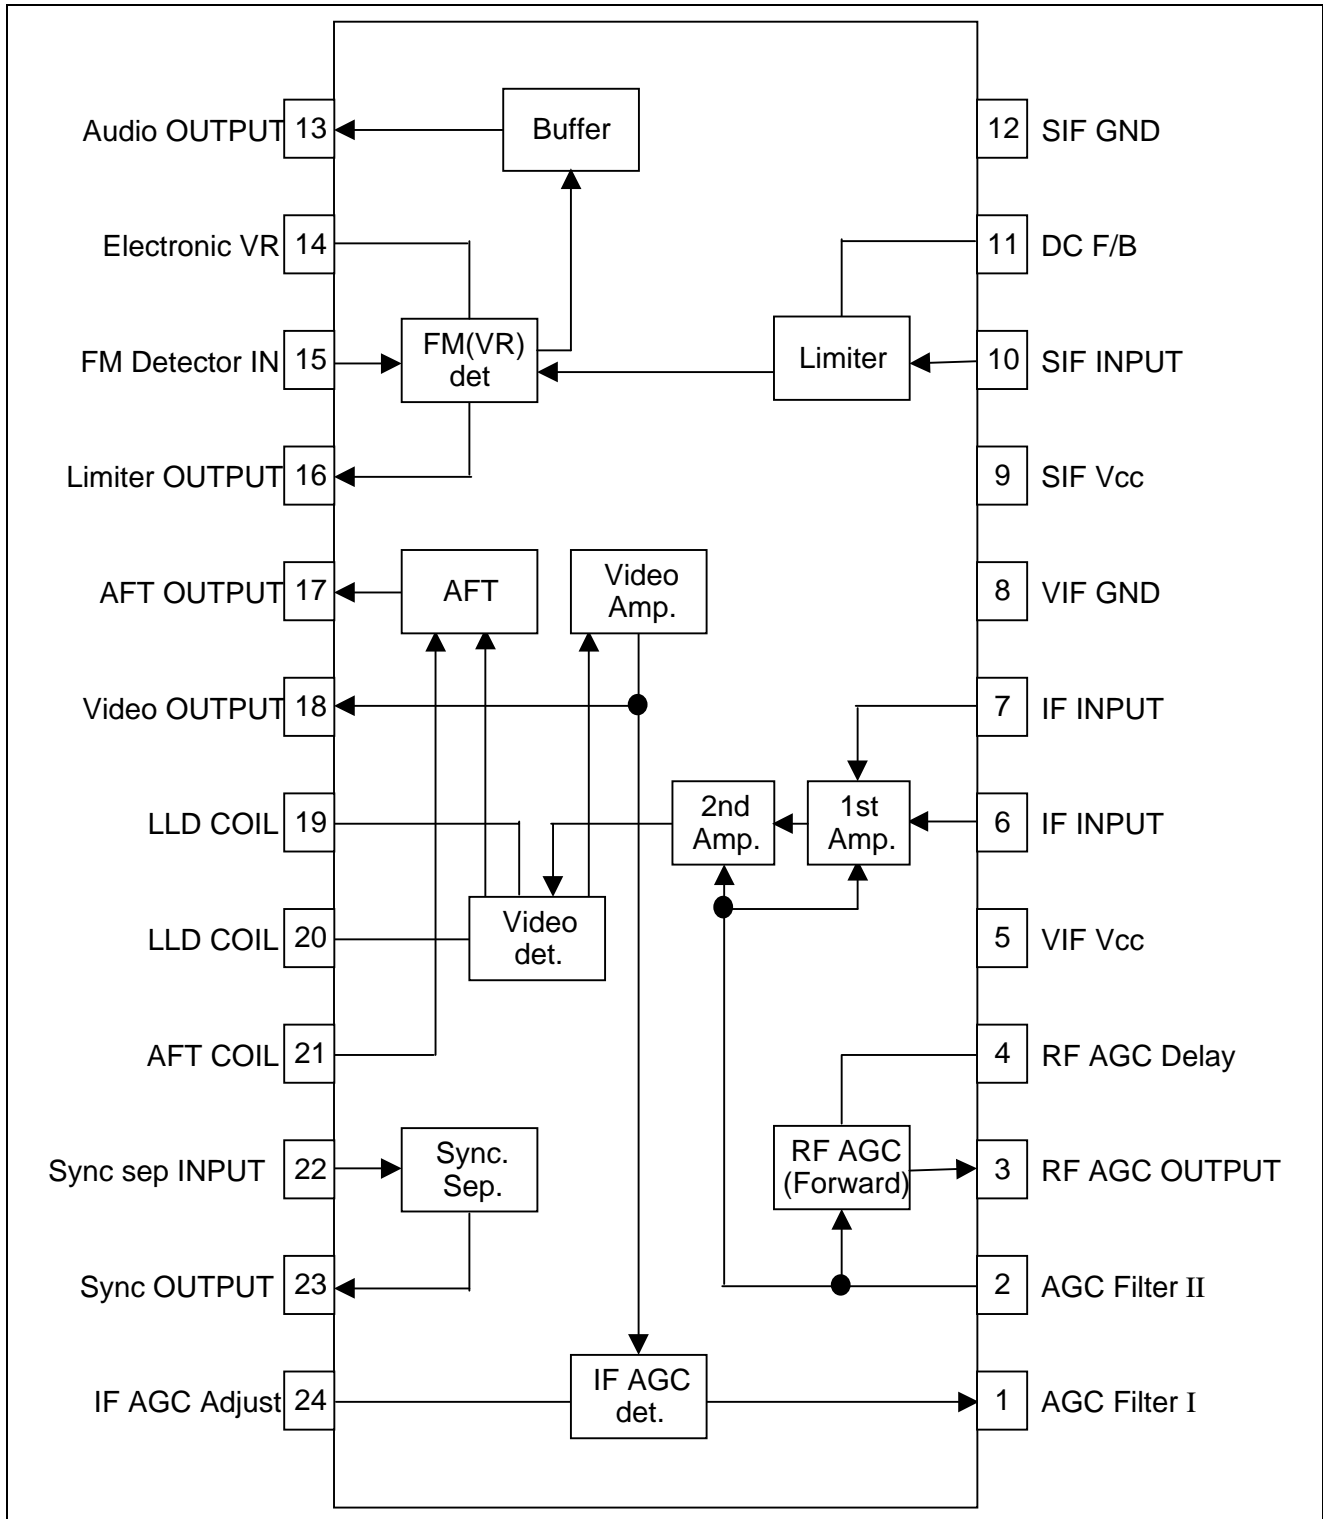 Audio OUTPUT 13
Buffer
12 SIF GND
Electronic VR 14
11 DC F/B
FM Detector IN 15
FM(VR)
det
Limiter
10 SIF INPUT
Limiter OUTPUT 16
9 SIF Vcc
AFT OUTPUT 17
AFT
Video
Amp.
8 VIF GND
Video OUTPUT 18
7 IF INPUT
LLD COIL 19
2nd
Amp.
1st
Amp.
6 IF INPUT
LLD COIL 20
Video
det.
5 VIF Vcc
AFT COIL 21
4 RF AGC Delay
Sync sep INPUT 22
Sync.
Sep.
RF AGC
(Forward)
3 RF AGC OUTPUT
Sync OUTPUT 23
2 AGC Filter II
IF AGC Adjust 24
IF AGC
det.
1 AGC Filter I